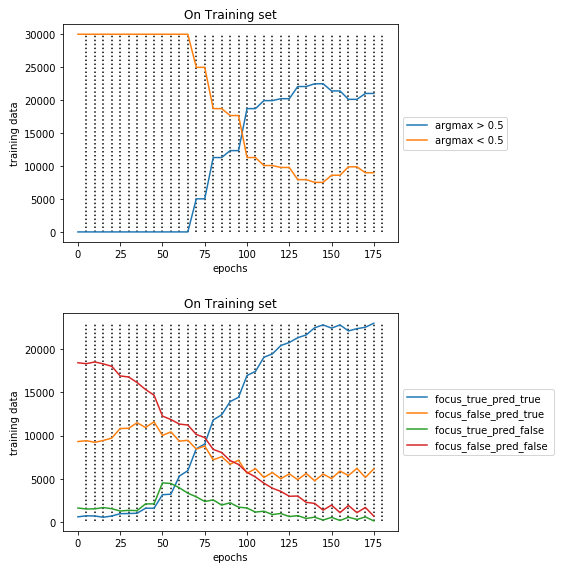 On Training set
30000
25000
20000
15000
10000
5000
0
training data
0 25 50 75 100 125 150 175
epochs
argmax > 0.5
argmax < 0.5
On Training set
20000
15000
10000
5000
0
training data
0 25 50 75 100 125 150 175
epochs
focus_true_pred_true
focus_false_pred_true
focus_true_pred_false
focus_false_pred_false